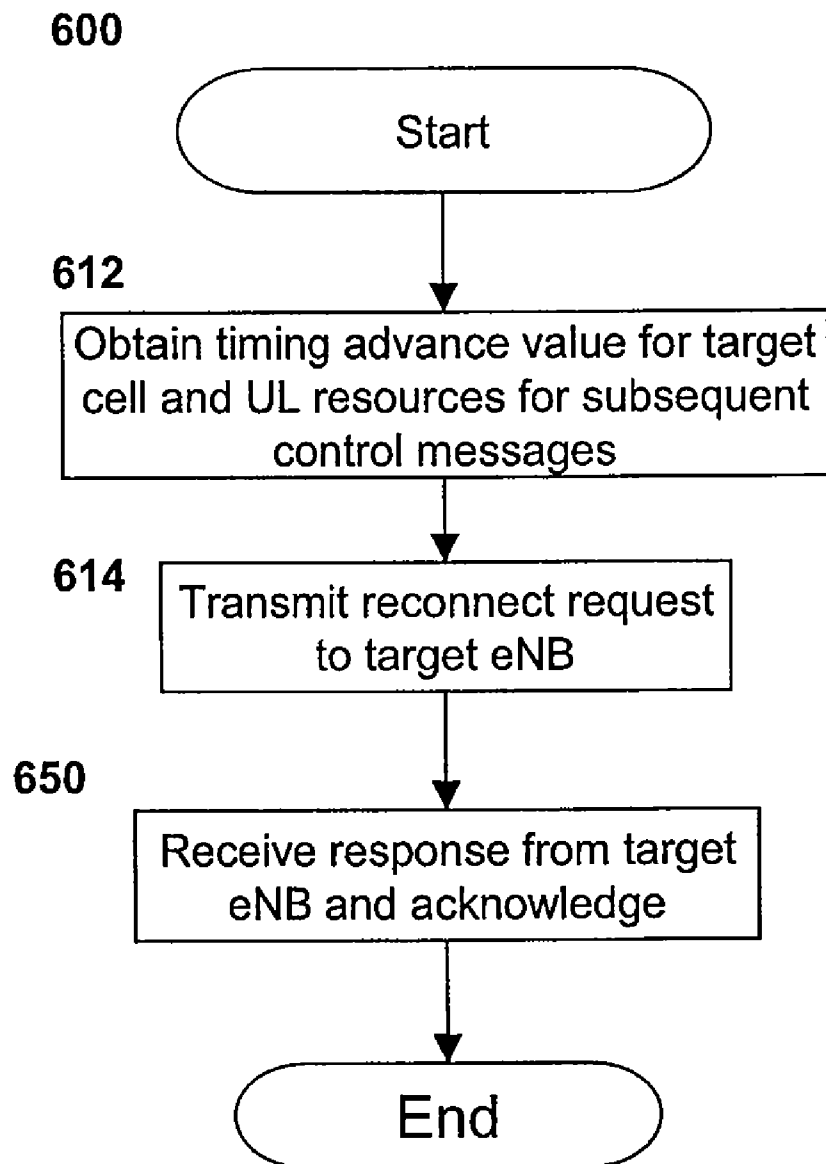 600
Start
612
Obtain timing advance value for target
cell and UL resources for subsequent
control messages
614
Transmit reconnect request
to target eNB
650
Receive response from target
eNB and acknowledge
End